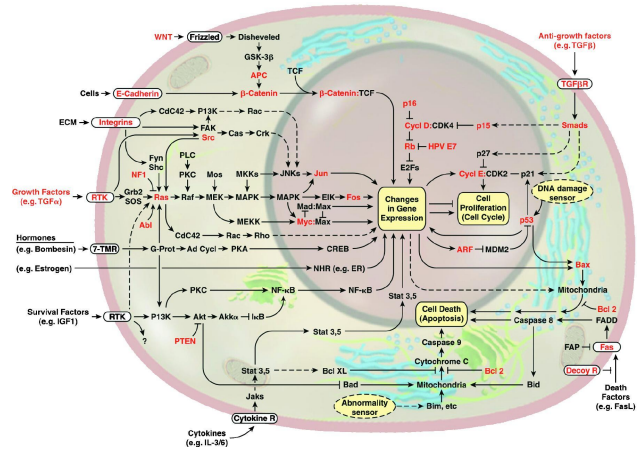 WNT
Frizzled
Disheveled
GSK-3β
APC
TCF
Cells
E-Cadherin
β-Catenin
β-Catenin:TCF
ECM
Integrins
CdC42
P13K
Rac
FAK
Src
Cas
Crk
Fyn
Shc
NF1
PLC
PKC
Mos
MKKs
JNKs
Jun
Growth Factors
(e.g. TGFα)
RTK
Grb2
SOS
Ras
Raf
MEK
MAPK
MAPK
ElK
Fos
Mad:Max
Myc:Max
Abl
MEKK
CdC42
Rac
Rho
Hormones
(e.g. Bombesin)
7-TMR
G-Prot
Ad Cycl
PKA
CREB
(e.g. Estrogen)
NHR (e.g. ER)
PKC
NF-κB
NF-κB
Survival Factors
(e.g. IGF1)
RTK
P13K
Akt
Akkα
IκB
?
PTEN
Stat 3,5
Stat 3,5
Stat 3,5
Jaks
Cytokine R
Cytokines
(e.g. IL-3/6)
Bcl XL
Bad
Abnormality
sensor
Bim, etc
Mitochondria
Cytochrome C
Caspase 9
Cell Death
(Apoptosis)
Bcl 2
Bid
Caspase 8
FADD
Bcl 2
Mitochondria
Bax
FAP
Fas
Decoy R
Death
Factors
(e.g. FasL)
Anti-growth factors
(e.g. TGFβ)
TGFβR
Smads
p16
Cycl D:CDK4
p15
Rb
HPV E7
E2Fs
p27
Cycl E:CDK2
p21
DNA damage
sensor
Changes
in Gene
Expression
Cell
Proliferation
(Cell Cycle)
p53
ARF
MDM2